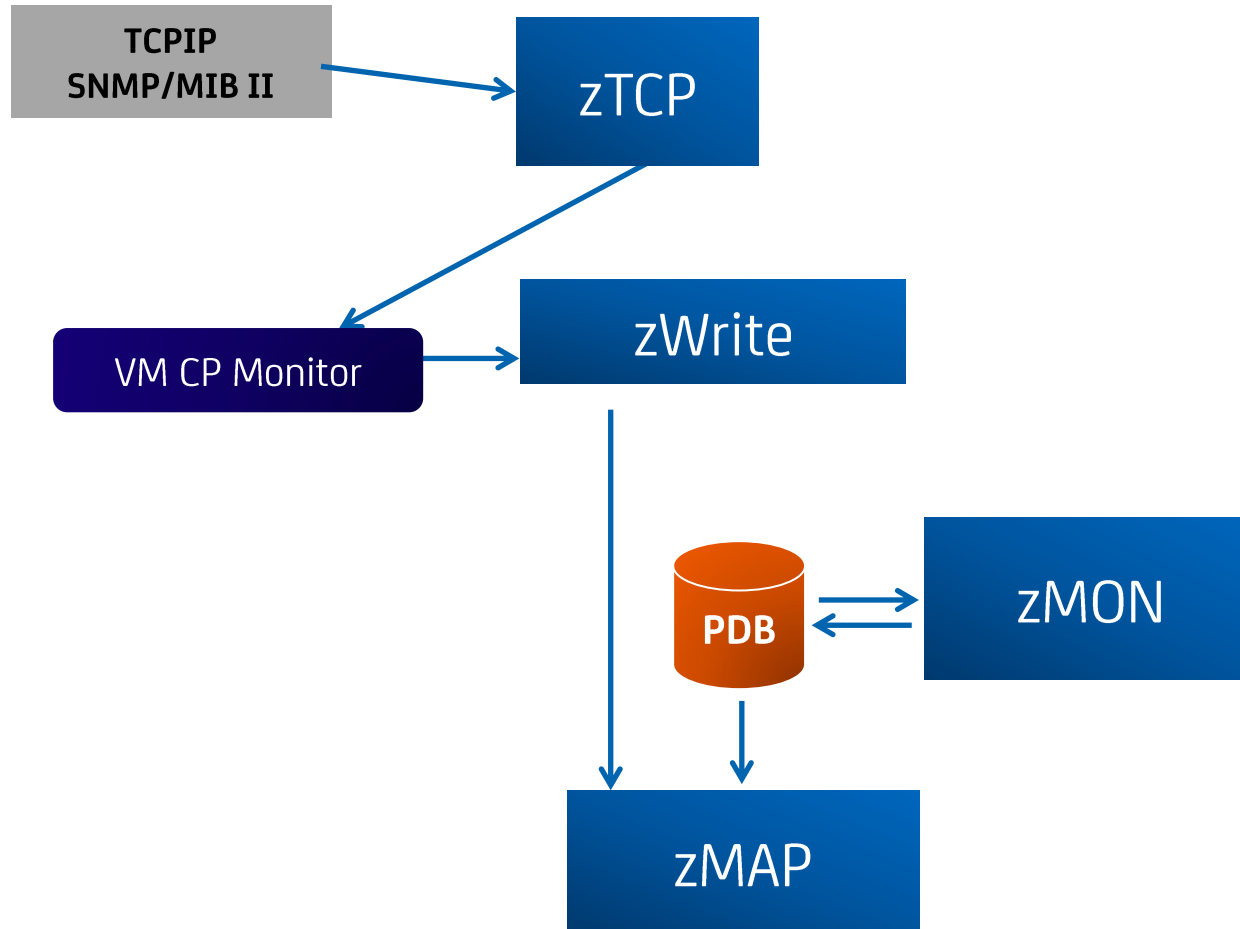 TCPIP
SNMP/MIB II
zTCP
zWrite
VM CP Monitor
zMON
PDB
zMAP